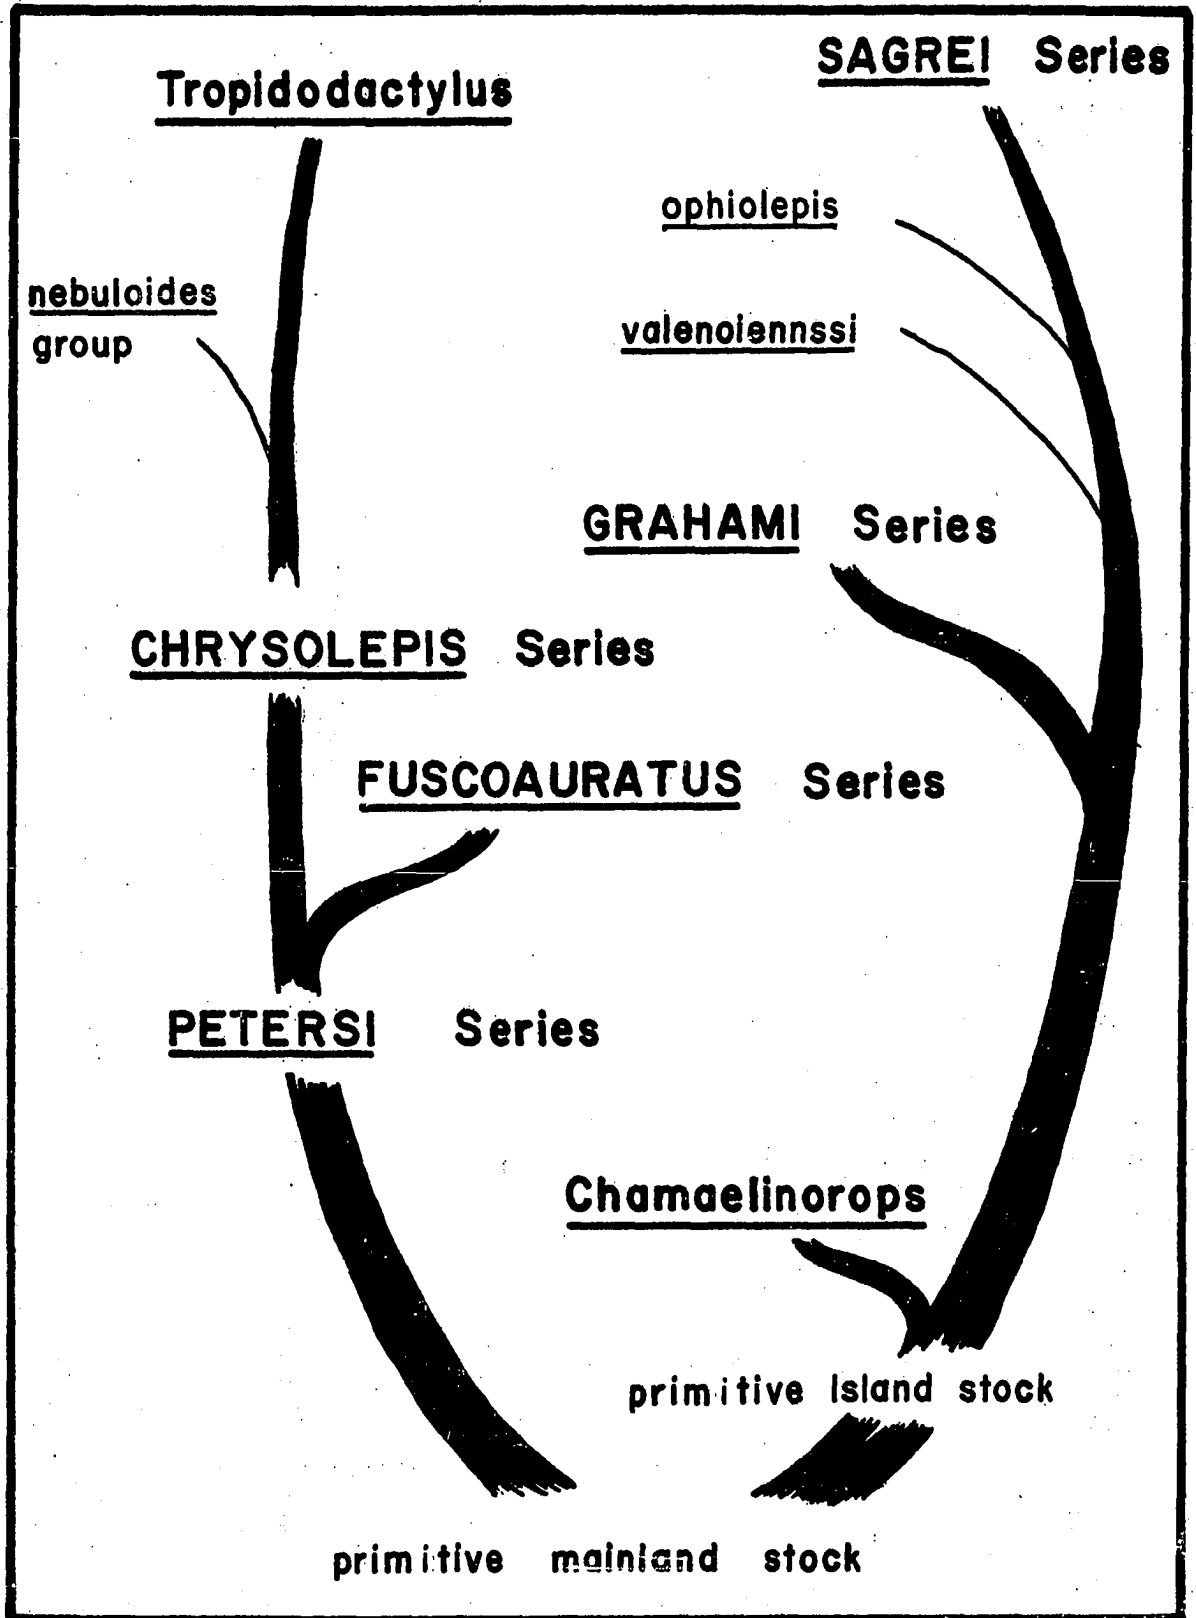 SAGREI Series
Tropidodactylus
ophiolepis
nebuloides
group
valenoiennssi
GRAHAMI Series
CHRYSOLEPIS Series
FUSCOAURATUS Series
PETERSI Series
Chamaelinorops
primitive island stock
primitive mainland stock